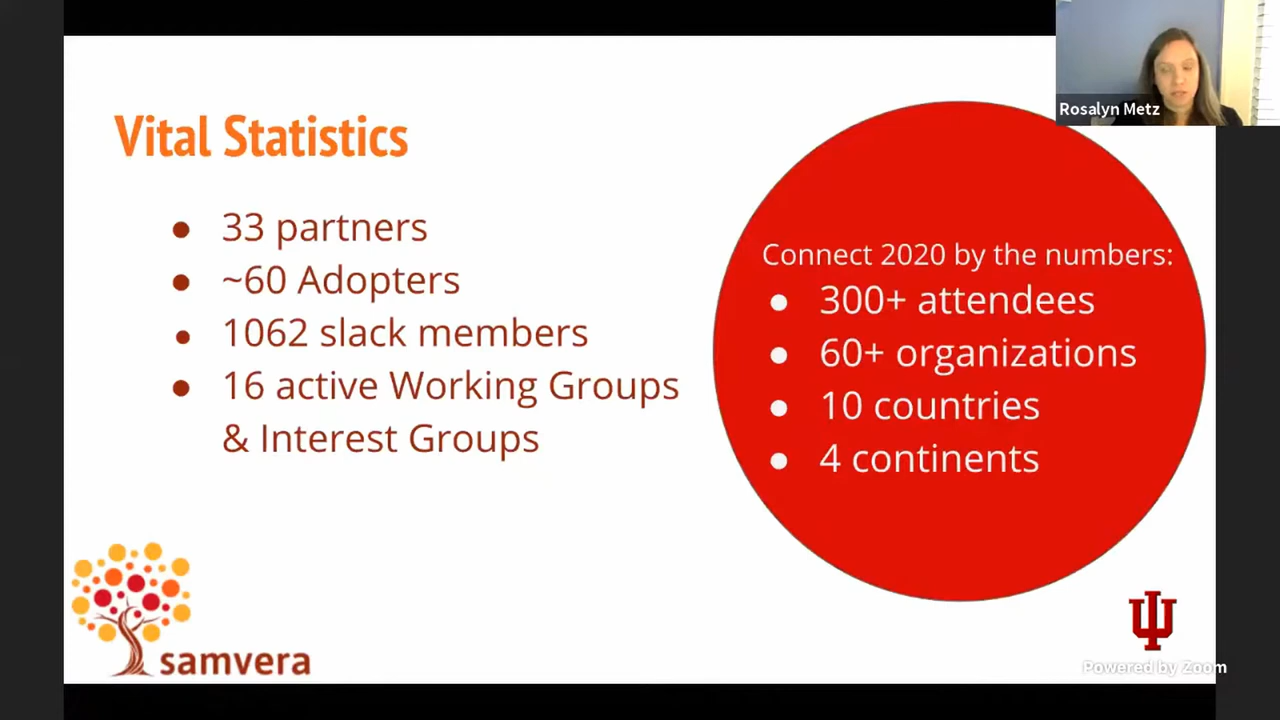 Rosalyn Metz
Vital Statistics
● 33 partners
● ~60 Adopters
● 1062 slack members
● 16 active Working Groups
& Interest Groups
Connect 2020 by the numbers:
● 300+ attendees
● 60+ organizations
● 10 countries
● 4 continents
samvera
Powered by Zoom